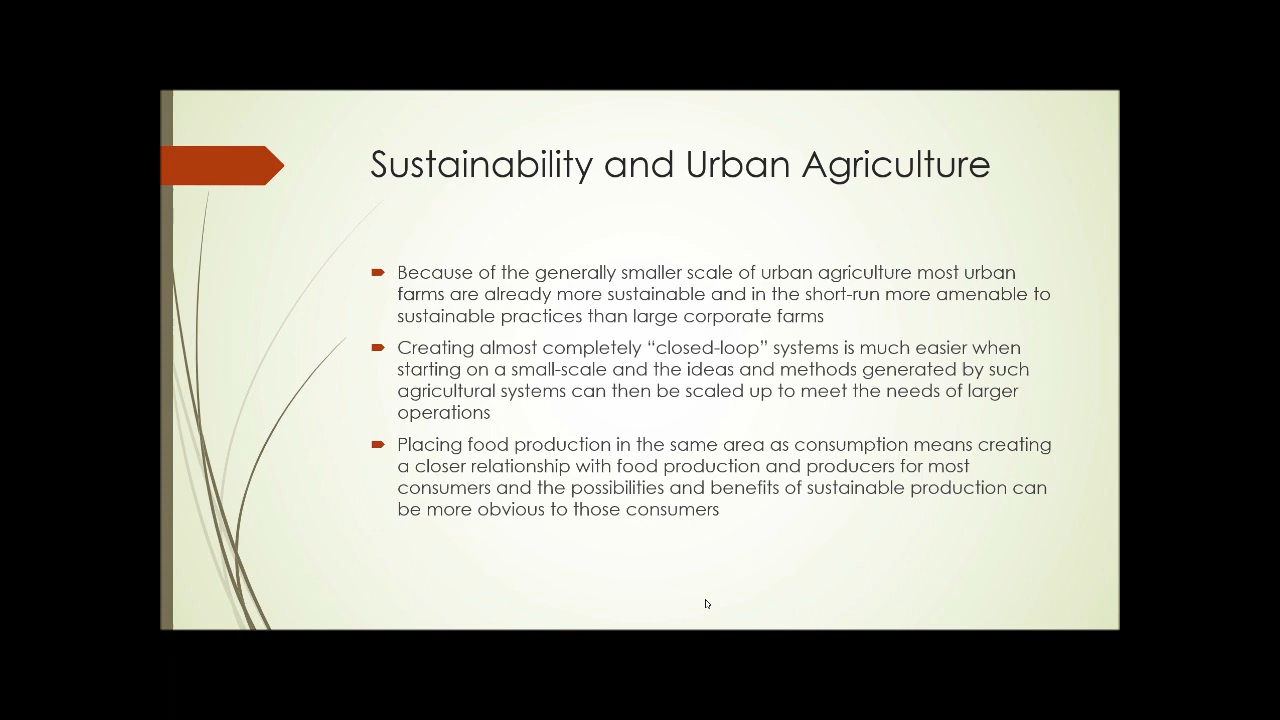 Sustainability and Urban Agriculture
Because of the generally smaller scale of urban agriculture most urban
farms are already more sustainable and in the short-run more amenable to
sustainable practices than large corporate farms
Creating almost completely “closed-loop” systems is much easier when
starting on a small-scale and the ideas and methods generated by such
agricultural systems can then be scaled up to meet the needs of larger
operations
Placing food production in the same area as consumption means creating
a closer relationship with food production and producers for most
consumers and the possibilities and benefits of sustainable production can
be more obvious to those consumers